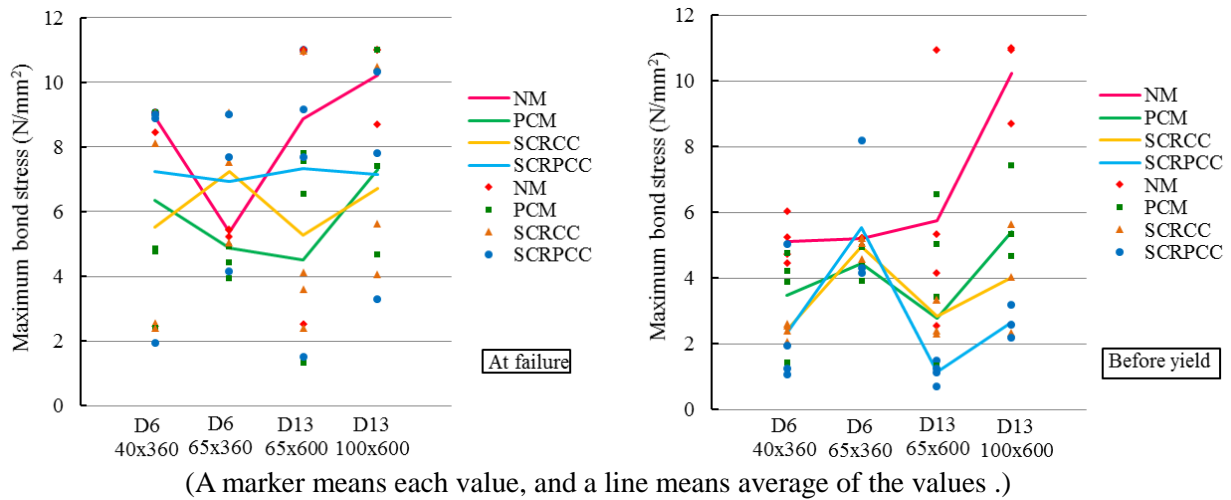 12
10
8
6
4
2
0
Maximum bond stress (N/mm²)
NM
PCM
SCRCC
SCRPCC
NM
PCM
SCRCC
SCRPCC
At failure
D6 D6 D13 D13
40x360 65x360 65x600 100x600
12
10
8
6
4
2
0
Maximum bond stress (N/mm²)
NM
PCM
SCRCC
SCRPCC
NM
PCM
SCRCC
SCRPCC
Before yield
D6 D6 D13 D13
40x360 65x360 65x600 100x600
(A marker means each value, and a line means average of the values .)